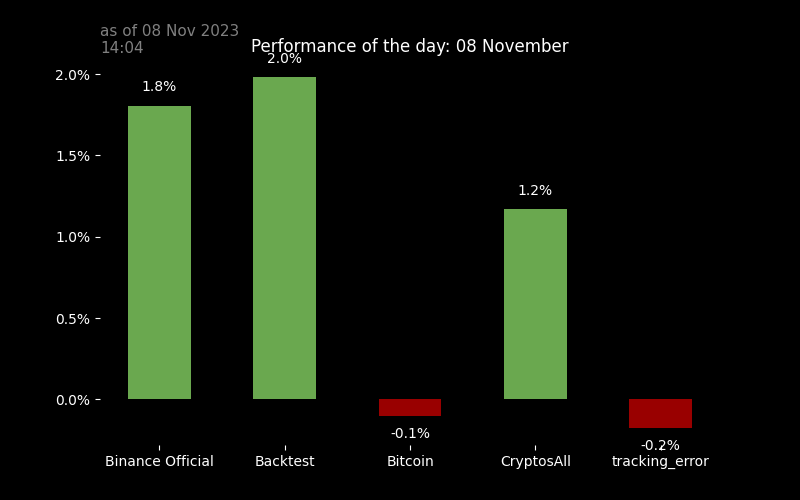 as of 08 Nov 2023
14:04
Performance of the day: 08 November
2.0%
1.5%
1.0%
0.5%
0.0%
1.8%
2.0%
-0.1%
1.2%
-0.2%
Binance Official
Backtest
Bitcoin
CryptosAll
tracking_error